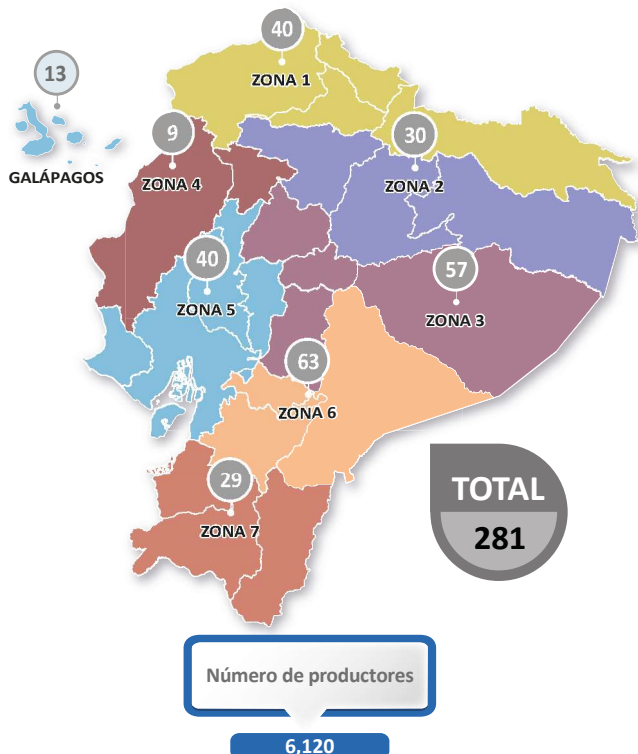 40
ZONA 1
13
GALÁPAGOS
9
ZONA 4
30
ZONA 2
40
ZONA 5
57
ZONA 3
63
ZONA 6
29
ZONA 7
TOTAL
281
Número de productores
6,120